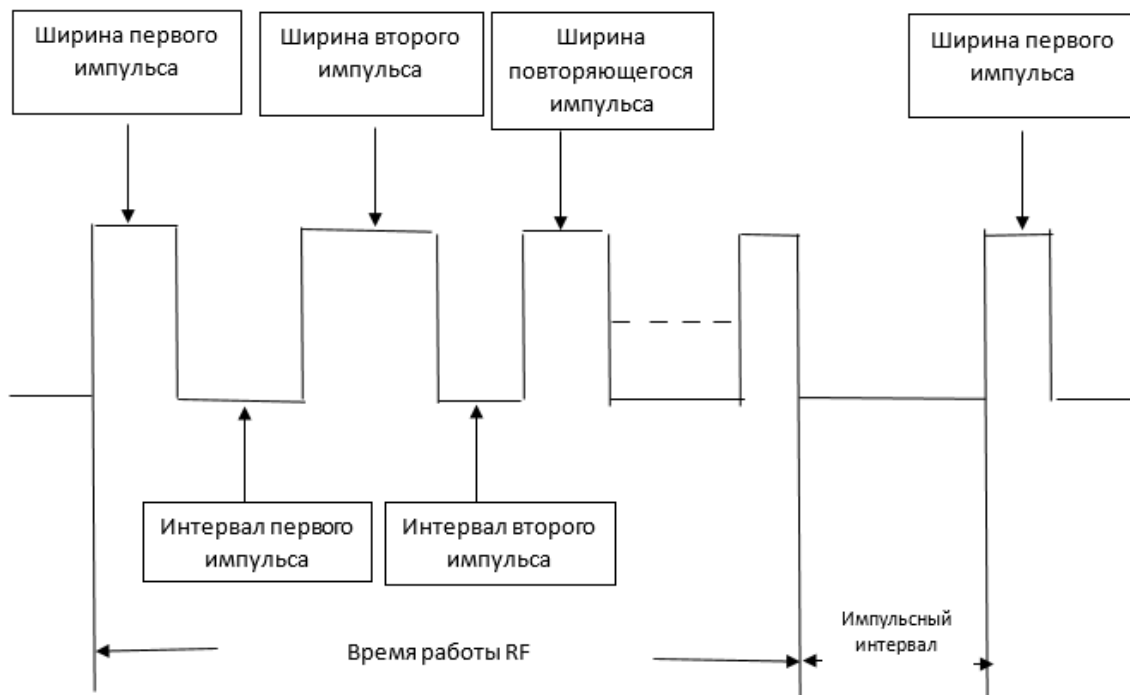 Ширина первого
импульса
Ширина второго
импульса
Ширина
повторяющегося
импульса
Ширина первого
импульса
Интервал первого
импульса
Интервал второго
импульса
Время работы RF
Импульсный
интервал